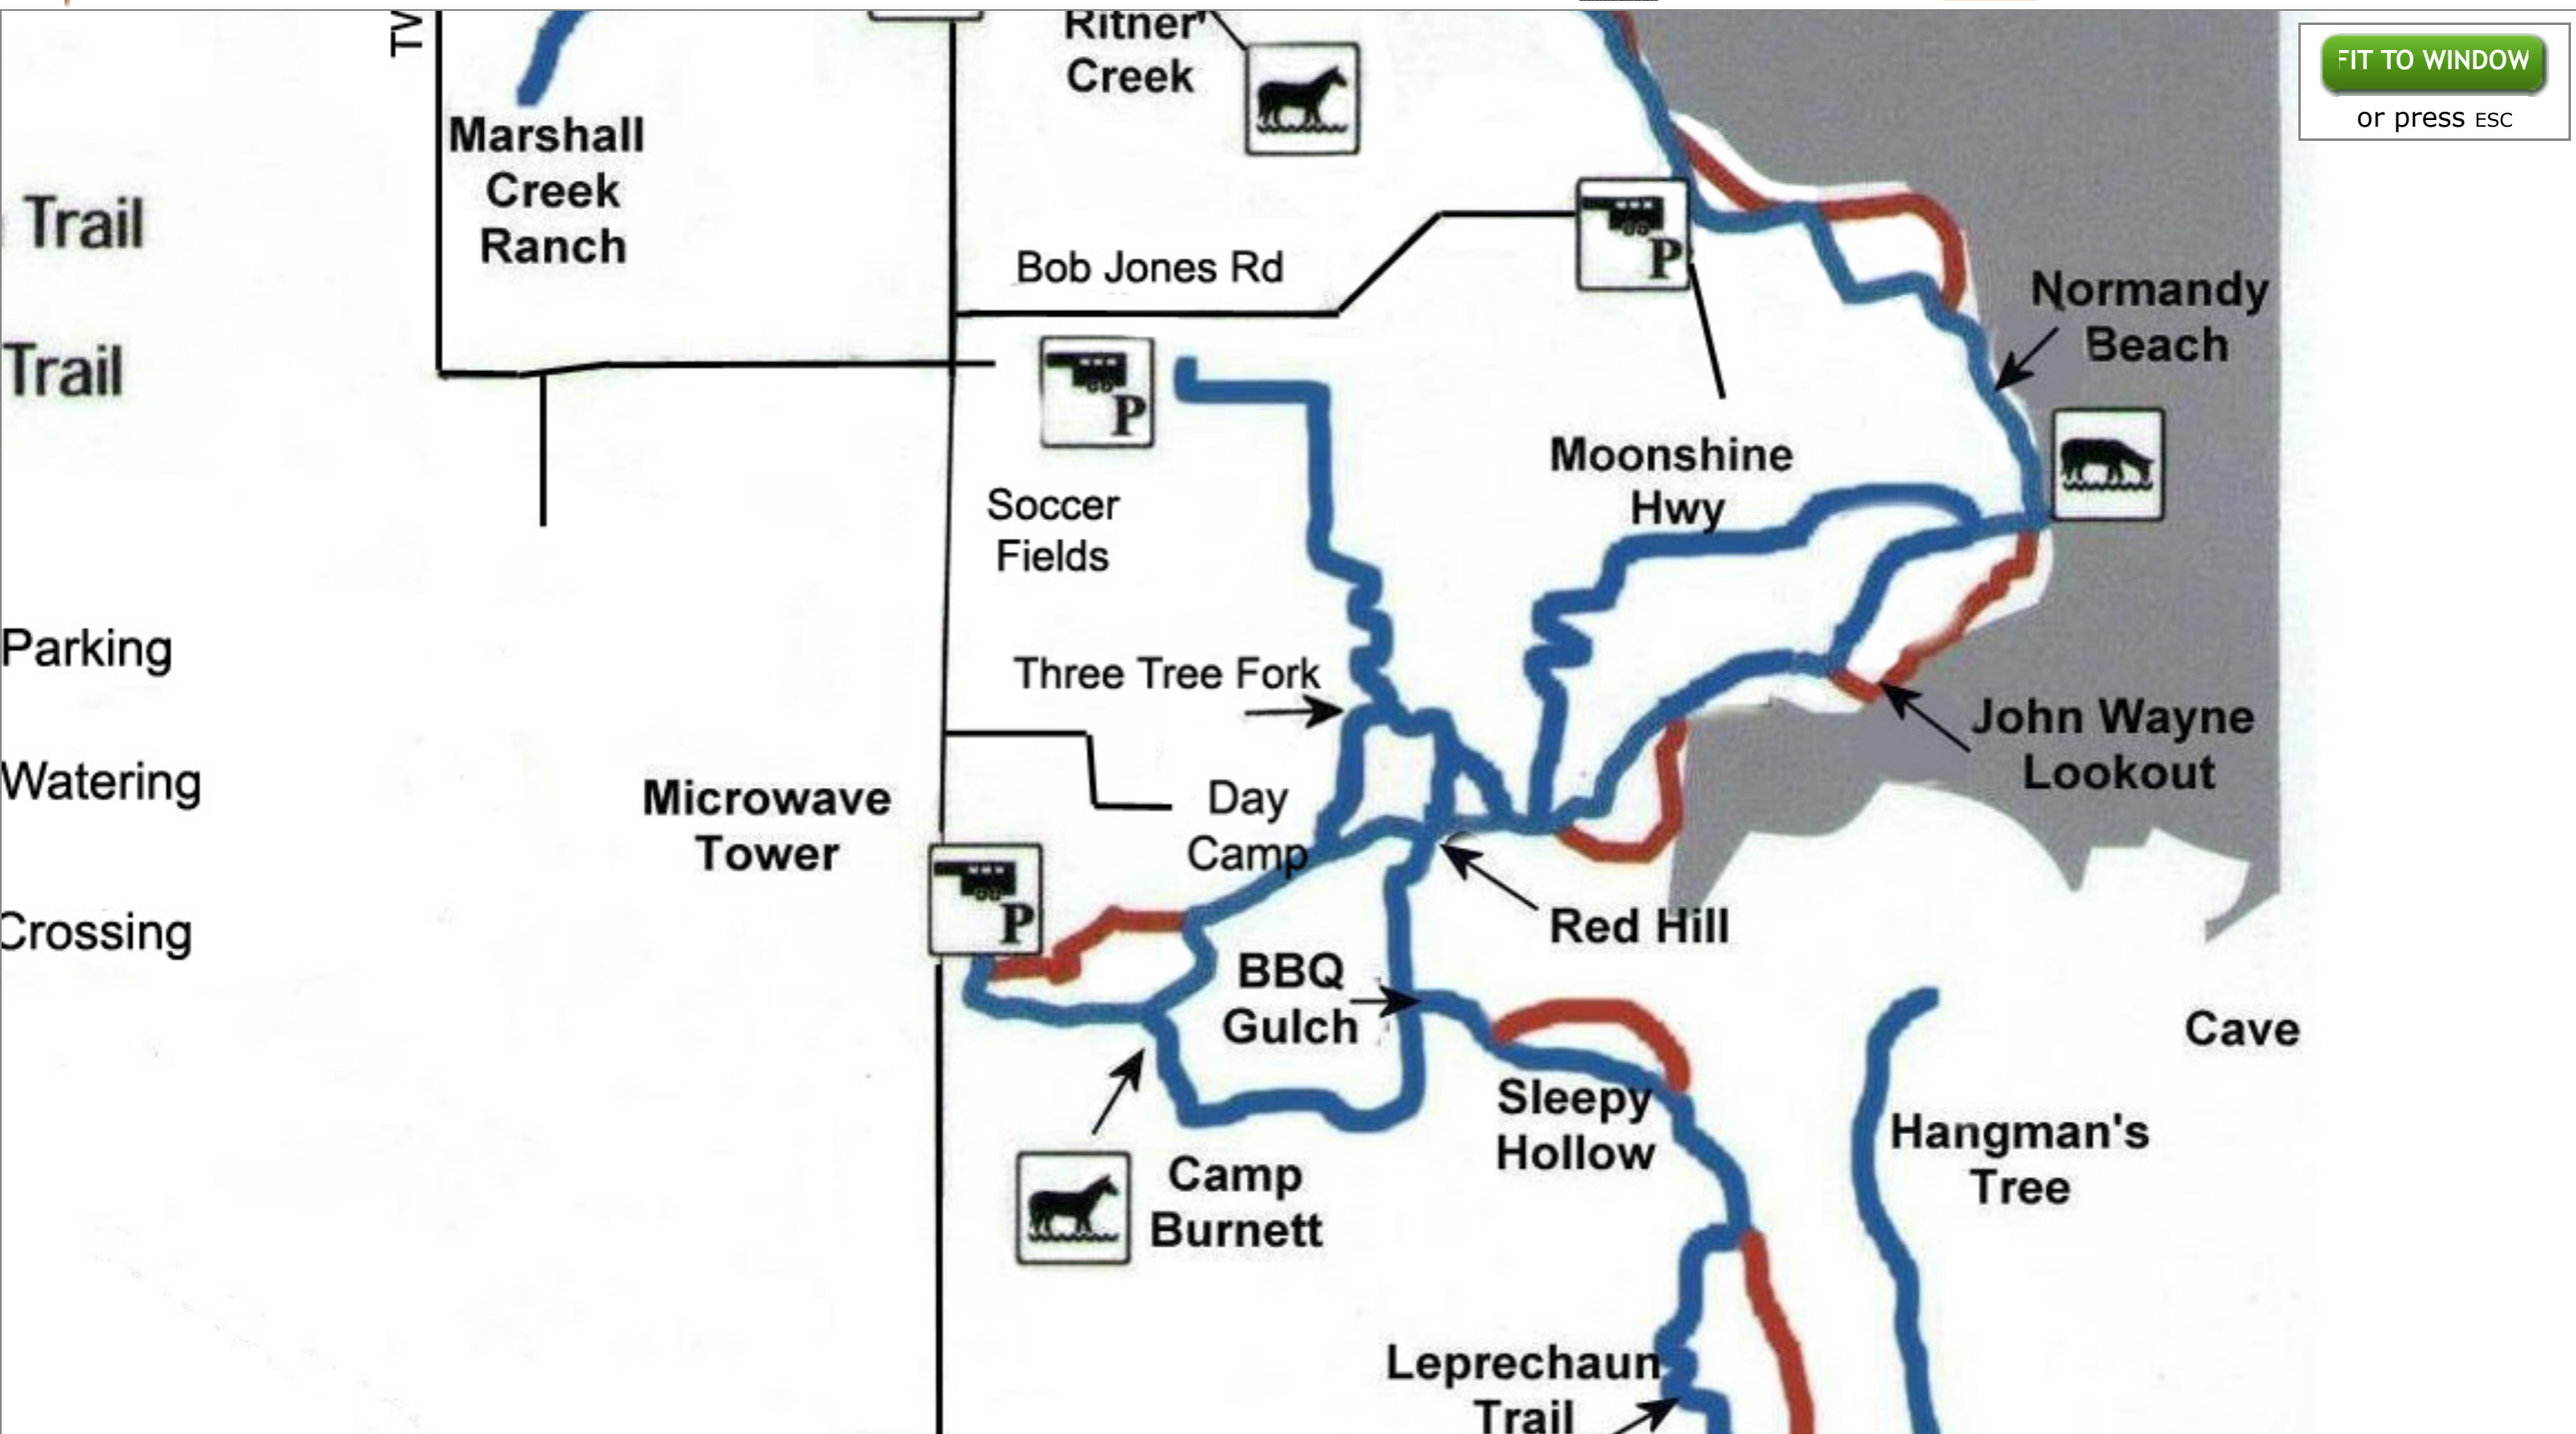 TW
Ritner
Creek
FIT TO WINDOW
or press ESC
Marshall
Creek
Ranch
Trail
Trail
Parking
Watering
Crossing
Bob Jones Rd
P
P
Normandy
Beach
Moonshine
Hwy
Soccer
Fields
Three Tree Fork
John Wayne
Lookout
Microwave
Tower
Day
Camp
P
Red Hill
BBQ
Gulch
Cave
Sleepy
Hollow
Hangman's
Tree
Camp
Burnett
Leprechaun
Trail